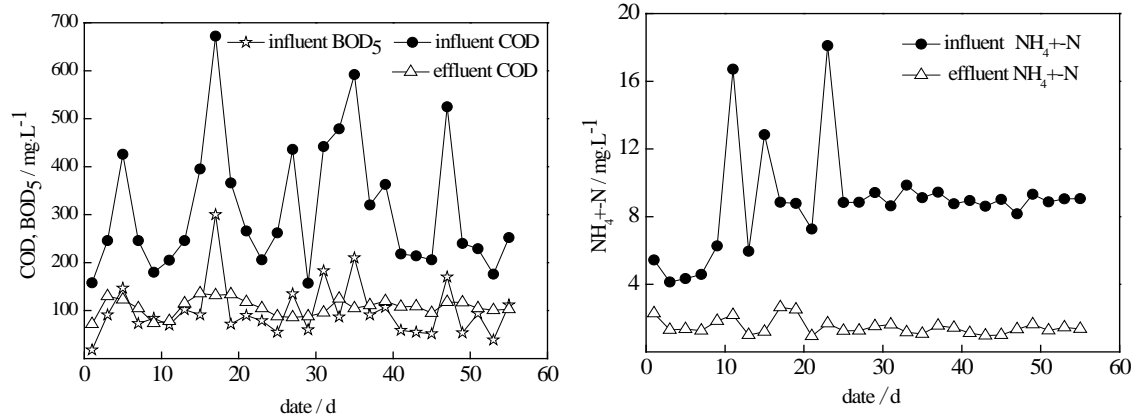 700
600
500
400
300
200
100
0 10 20 30 40 50 60
COD, BOD5 / mg·L-1
date / d
influent BOD5 influent COD
effluent COD
20
16
12
8
4
0 10 20 30 40 50 60
NH4+-N / mg·L-1
date / d
influent NH4+-N
effluent NH4+-N